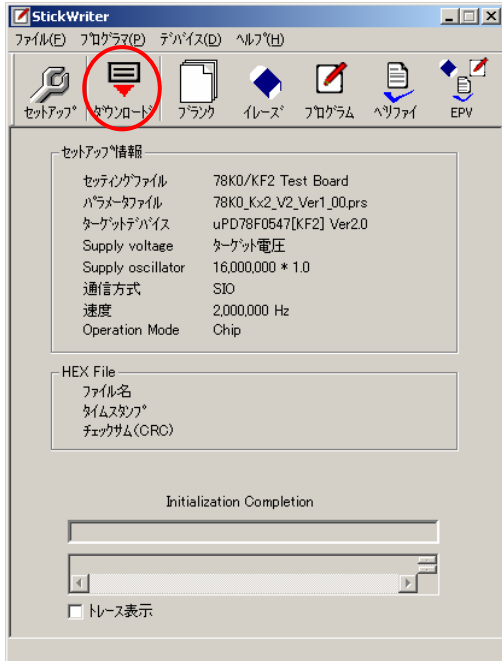 StickWriter
ファイル(F) プログラマ(P) デバイス(D) ヘルプ(H)
セットアップ ダウンロード ブランク イレーズ プログラム ベリファイ EPV
セットアップ情報
セッティングファイル 78K0/KF2 Test Board
パラメータファイル 78K0_Kx2_V2_Ver1_00.prs
ターゲットデバイス uPD78F0547[KF2] Ver2.0
Supply voltage ターゲット電圧
Supply oscillator 16,000,000 * 1.0
通信方式 SIO
速度 2,000,000 Hz
Operation Mode Chip
HEX File
ファイル名
タイムスタンプ
チェックサム(CRC)
Initialization Completion
トレース表示